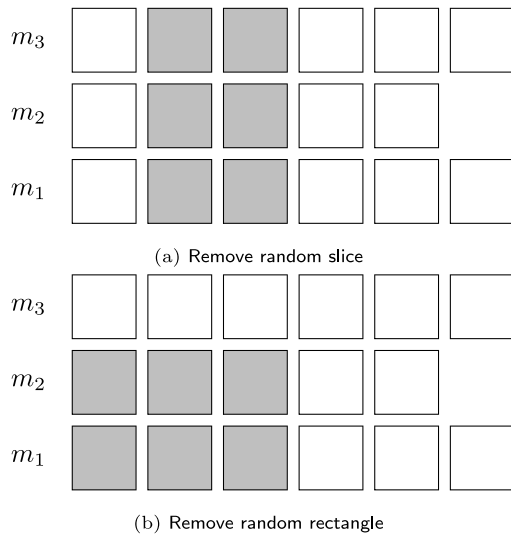 m₃
m₂
m₁
(a) Remove random slice
m₃
m₂
m₁
(b) Remove random rectangle